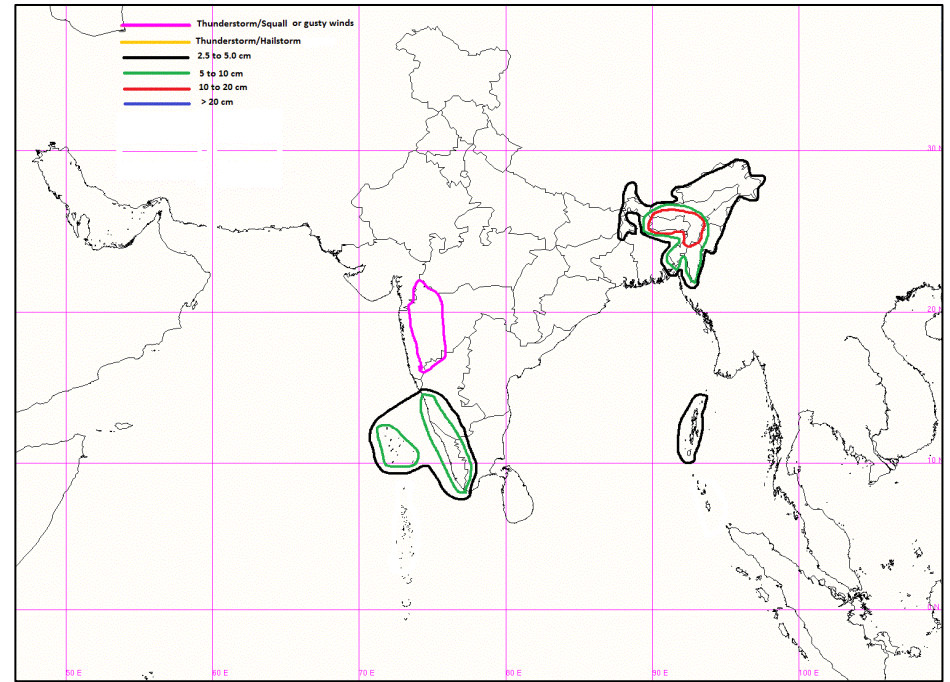 Thunderstorm/Squall or gusty winds
Thunderstorm/Hailstorm
2.5 to 5.0 cm
5 to 10 cm
10 to 20 cm
> 20 cm
30 N
20 N
10 N
50 E
60 E
70 E
80 E
90 E
100 E